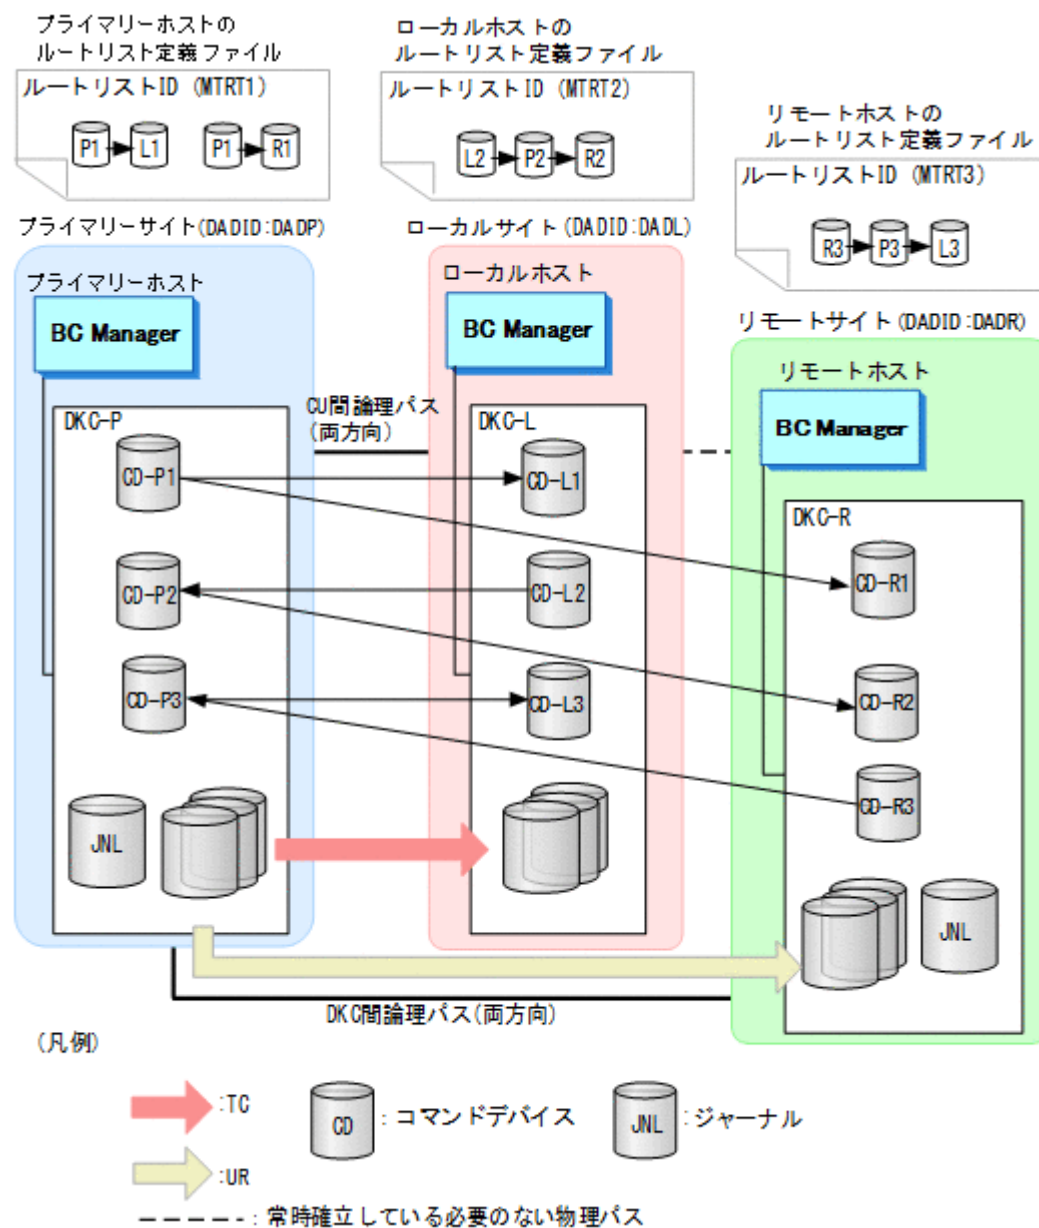 プライマリーホストの
ルートリスト定義ファイル
ルートリストID (MTRT1)
P1
L1
P1
R1
ローカルホストの
ルートリスト定義ファイル
ルートリストID (MTRT2)
L2
P2
R2
リモートホストの
ルートリスト定義ファイル
ルートリストID (MTRT3)
R3
P3
L3
プライマリーサイト(DADID:DADP)
プライマリーホスト
BC Manager
DKC-P
CD-P1
CD-P2
CD-P3
JNL
CU間論理パス
(両方向)
ローカルサイト(DADID:DADL)
ローカルホスト
BC Manager
DKC-L
CD-L1
CD-L2
CD-L3
リモートサイト(DADID:DADR)
リモートホスト
BC Manager
DKC-R
CD-R1
CD-R2
CD-R3
JNL
DKC間論理パス(両方向)
(凡例)
:TC
CD
:コマンドデバイス
JNL
:ジャーナル
:UR
:常時確立している必要のない物理パス